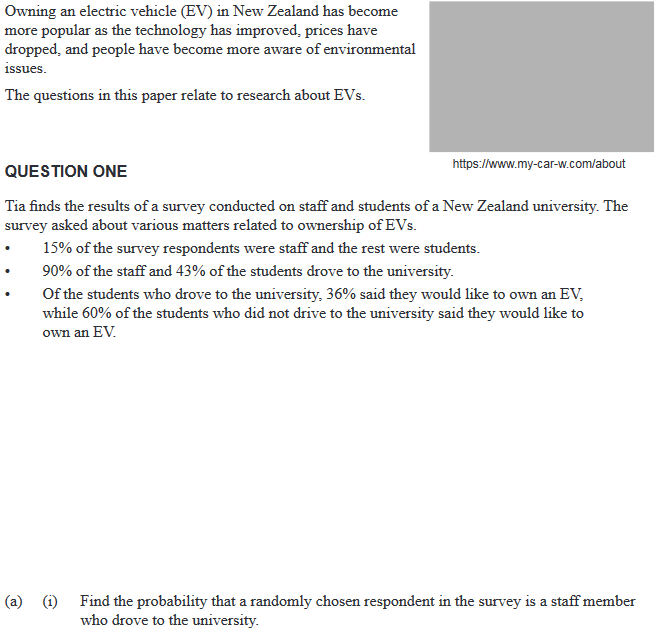 Owning an electric vehicle (EV) in New Zealand has become
more popular as the technology has improved, prices have
dropped, and people have become more aware of environmental
issues.
The questions in this paper relate to research about EVs.
https://www.my-car-w.com/about
QUESTION ONE
Tia finds the results of a survey conducted on staff and students of a New Zealand university. The
survey asked about various matters related to ownership of EVs.
• 15% of the survey respondents were staff and the rest were students.
• 90% of the staff and 43% of the students drove to the university.
• Of the students who drove to the university, 36% said they would like to own an EV,
while 60% of the students who did not drive to the university said they would like to
own an EV.
(a) (i) Find the probability that a randomly chosen respondent in the survey is a staff member
who drove to the university.